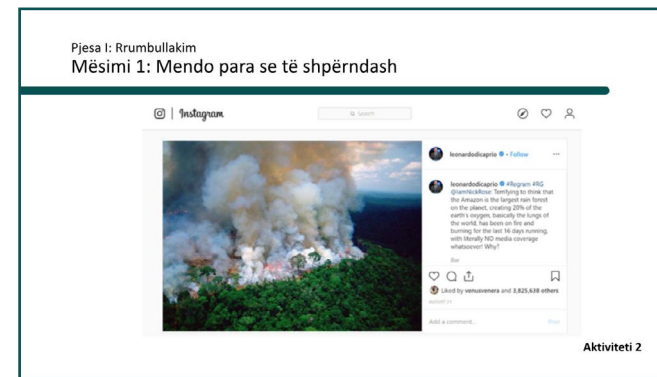 Pjesa I: Rrumbullakim
Mësimi 1: Mendo para se të shpërndash
Instagram
Search
leonardodicaprio • Follow
leonardodicaprio #Regram #RG
@IamNickRose: Terrifying to think that
the Amazon is the largest rain forest
on the planet, creating 20% of the
earth's oxygen, basically the lungs of
the world, has been on fire and
burning for the last 16 days running,
with literally NO media coverage
whatsoever! Why?
Liked by venusvenera and 3,825,638 others
Add a comment...
Aktiviteti 2